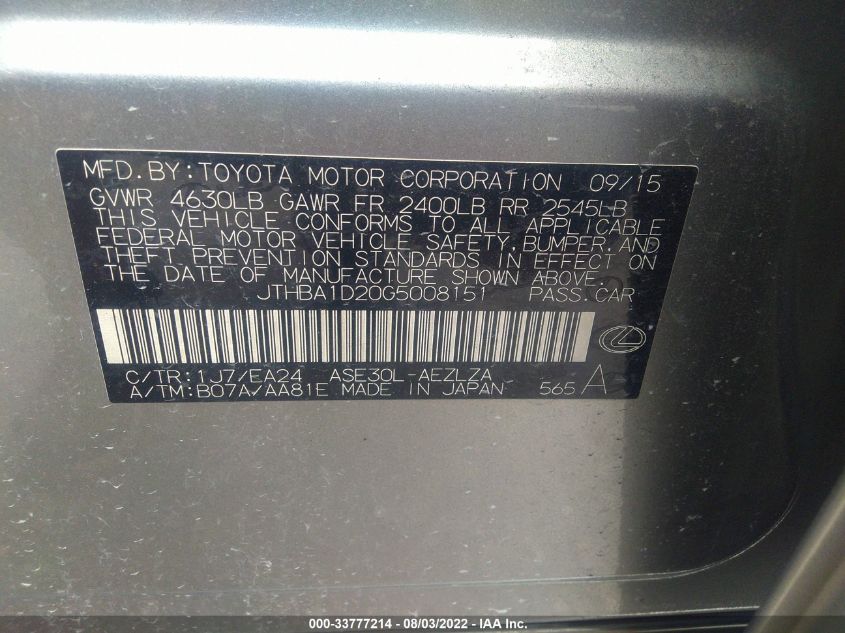 MFD. BY: TOYOTA MOTOR CORPORATION 09/15
GVWR 4630LB GAWR FR 2400LB RR 2545LB
THIS VEHICLE CONFORMS TO ALL APPLICABLE
FEDERAL MOTOR VEHICLE SAFETY, BUMPER, AND
THEFT PREVENTION STANDARDS IN EFFECT ON
THE DATE OF MANUFACTURE SHOWN ABOVE.
JTHBA1D20G5008151 PASS. CAR
C/TR: 1J7/EA24 ASE30L-AEZLZA
A/TM: B07A/AA81E MADE IN JAPAN 565 A
000-33777214 - 08/03/2022 - IAA Inc.